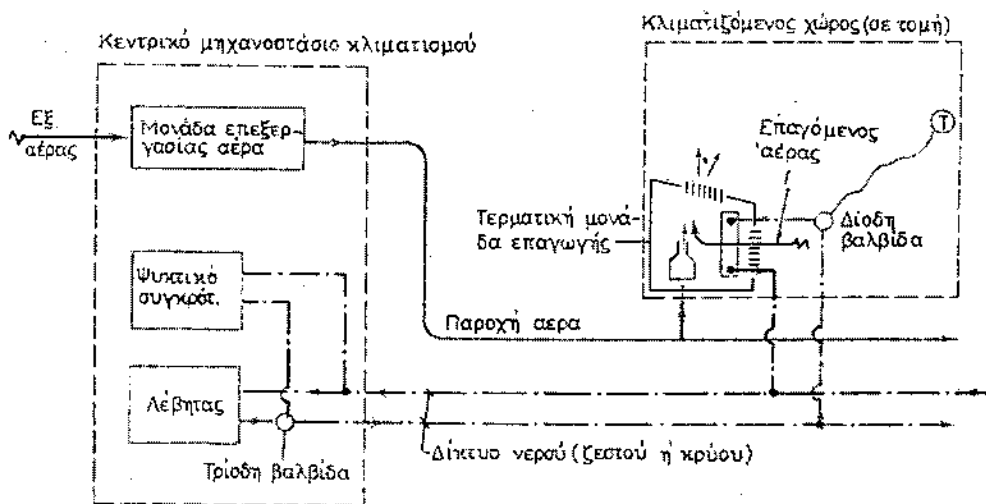 Κεντρικό μηχανοστάσιο κλιματισμού
Κλιματιζόμενος χώρος (σε τομή)
Εξ.
αέρας
Μονάδα επεξερ-
γασίας αέρα
Τ
Επαγόμενος
αέρας
Τερματική μονά-
δα επαγωγής
Δίοδη
βαλβίδα
Ψυκτικό
συγκρότ.
Παροχή αερα
Λέβητας
Τρίοδη βαλβίδα
Δίκτυο νερού (ζεστού ή κρύου)